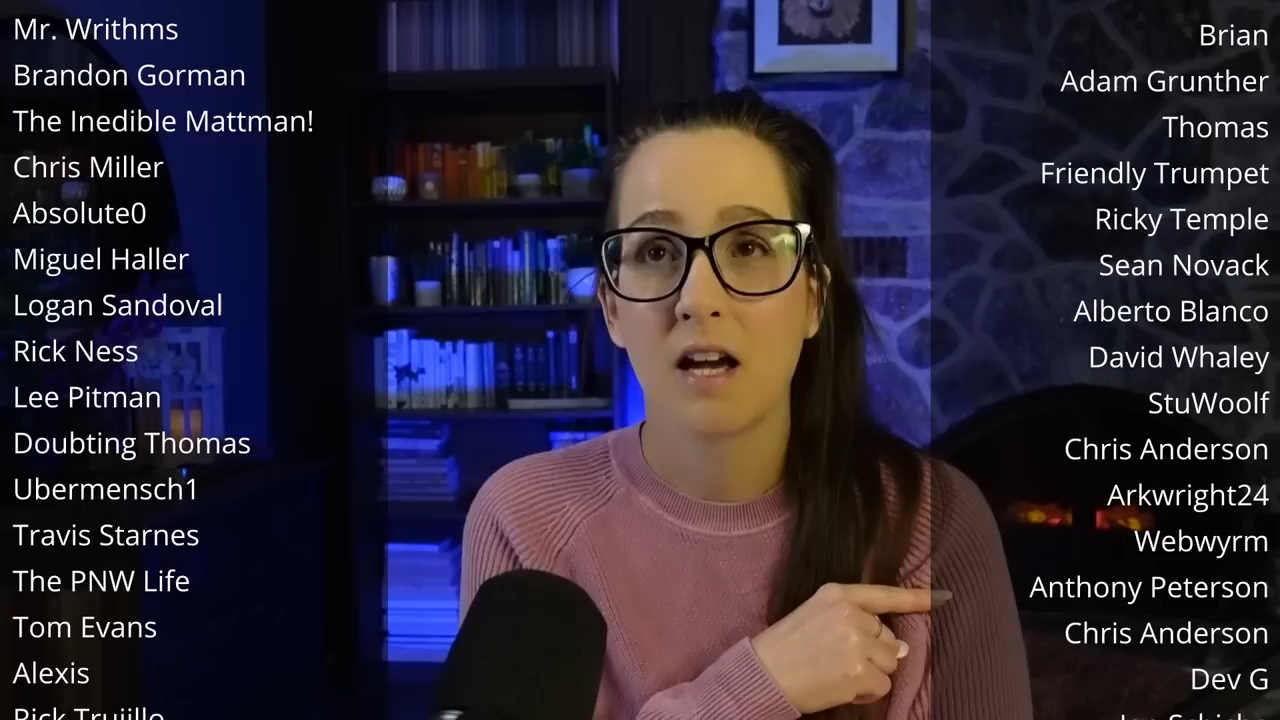 Mr. Writhms
Brandon Gorman
The Inedible Mattman!
Chris Miller
Absolute0
Miguel Haller
Logan Sandoval
Rick Ness
Lee Pitman
Doubting Thomas
Ubermensch1
Travis Starnes
The PNW Life
Tom Evans
Alexis
Brian
Adam Grunther
Thomas
Friendly Trumpet
Ricky Temple
Sean Novack
Alberto Blanco
David Whaley
StuWoolf
Chris Anderson
Arkwright24
Webwyrm
Anthony Peterson
Chris Anderson
Dev G